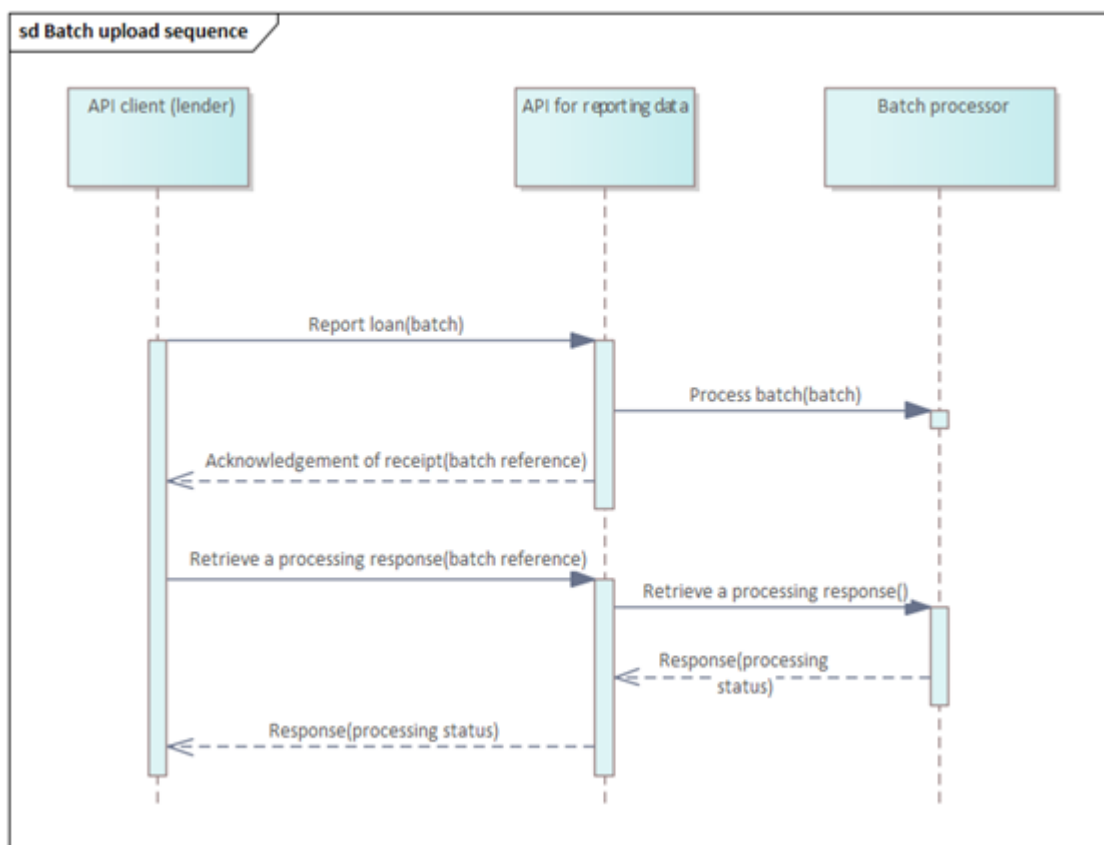 sd Batch upload sequence
API client (lender)
API for reporting data
Batch processor
Report loan(batch)
Process batch(batch)
Acknowledgement of receipt(batch reference)
Retrieve a processing response(batch reference)
Retrieve a processing response()
Response(processing
status)
Response(processing status)